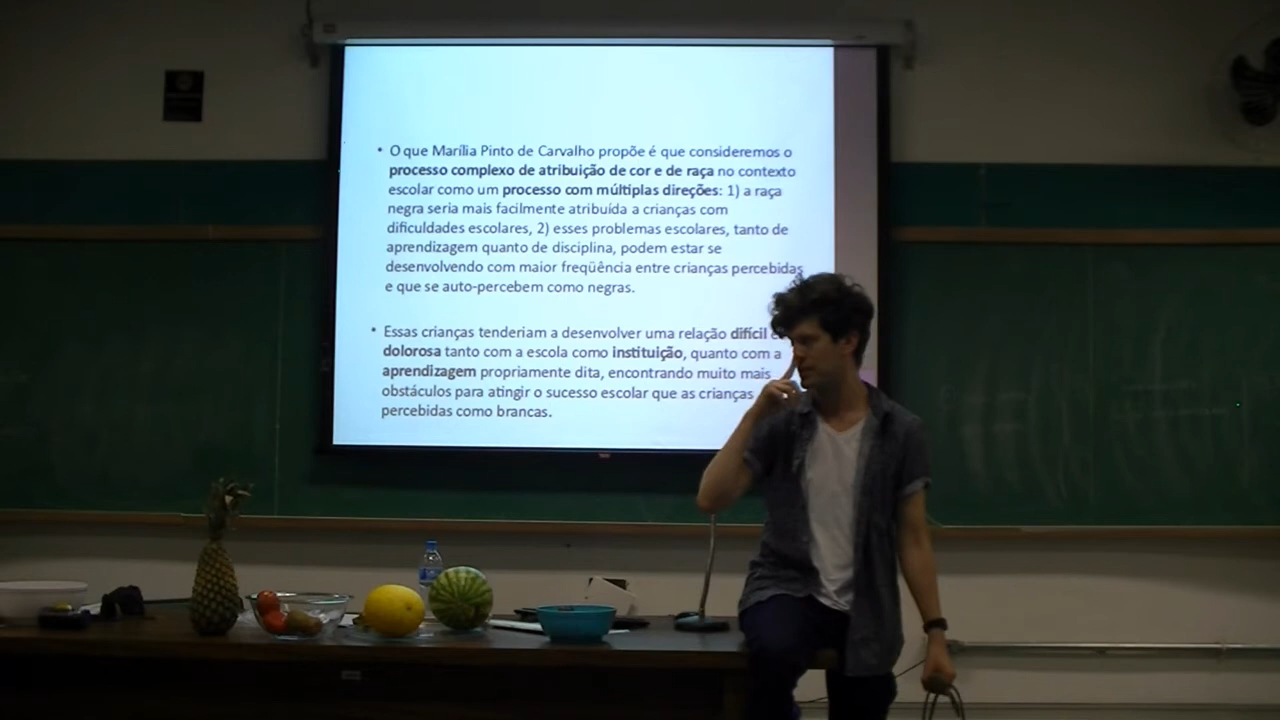 • O que Marília Pinto de Carvalho propõe é que consideremos o
processo complexo de atribuição de cor e de raça no contexto
escolar como um processo com múltiplas direções: 1) a raça
negra seria mais facilmente atribuída a crianças com
dificuldades escolares, 2) esses problemas escolares, tanto de
aprendizagem quanto de disciplina, podem estar se
desenvolvendo com maior freqüência entre crianças percebidas
e que se auto-percebem como negras.
• Essas crianças tenderiam a desenvolver uma relação difícil e
dolorosa tanto com a escola como instituição, quanto com a
aprendizagem propriamente dita, encontrando muito mais
obstáculos para atingir o sucesso escolar que as crianças
percebidas como brancas.